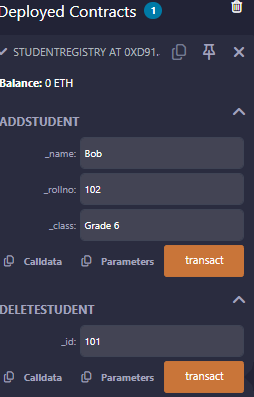 Deployed Contracts 1
STUDENTREGISTRY AT 0XD91.
Balance: 0 ETH
ADDSTUDENT
_name: Bob
_rollno: 102
_class: Grade 6
Calldata Parameters transact
DELETESTUDENT
_id: 101
Calldata Parameters transact